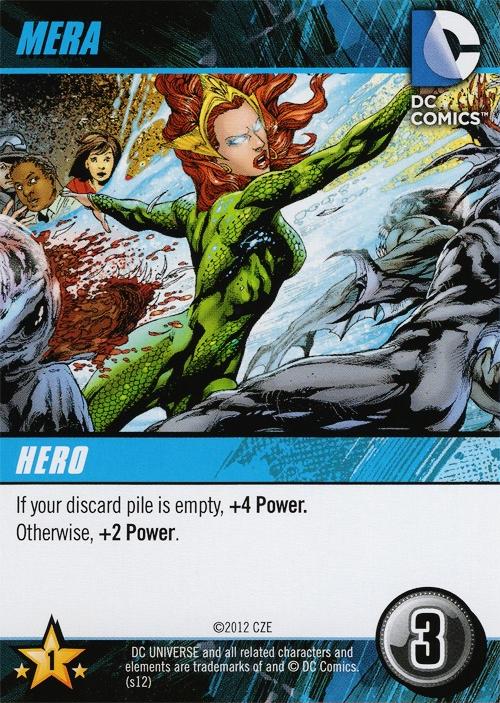 MERA
DC
COMICS™
HERO
If your discard pile is empty, +4 Power.
Otherwise, +2 Power.
©2012 CZE
1
DC UNIVERSE and all related characters and
elements are trademarks of and © DC Comics.
(s12)
3